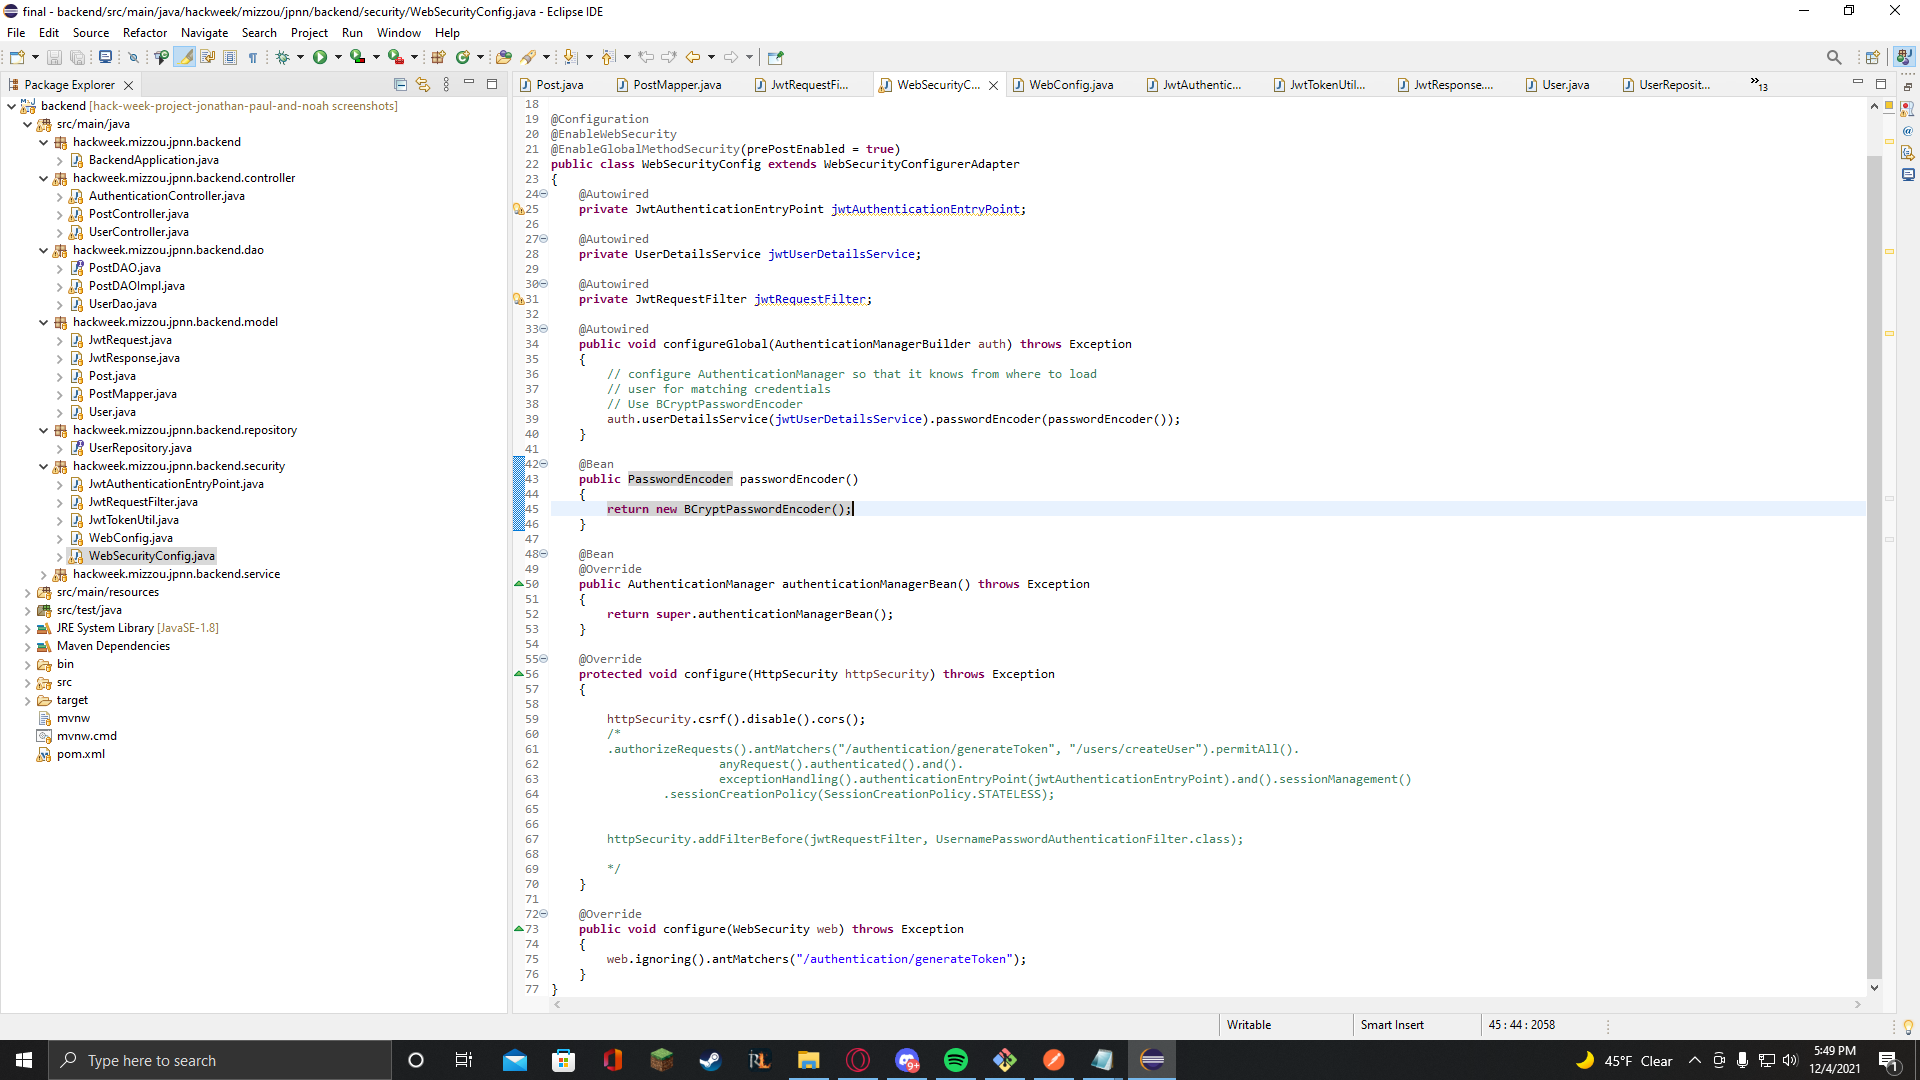 final - backend/src/main/java/hackweek/mizzou/jpnn/backend/security/WebSecurityConfig.java - Eclipse IDE
File Edit Source Refactor Navigate Search Project Run Window Help
Package Explorer
Post.java PostMapper.java JwtRequestFi... WebSecurityC... WebConfig.java JwtAuthentic... JwtTokenUtil... JwtResponse.... User.java UserReposit... 13
backend [hack-week-project-jonathan-paul-and-noah screenshots]
src/main/java
hackweek.mizzou.jpnn.backend
BackendApplication.java
hackweek.mizzou.jpnn.backend.controller
AuthenticationController.java
PostController.java
UserController.java
hackweek.mizzou.jpnn.backend.dao
PostDAO.java
PostDAOImpl.java
UserDao.java
hackweek.mizzou.jpnn.backend.model
JwtRequest.java
JwtResponse.java
Post.java
PostMapper.java
User.java
hackweek.mizzou.jpnn.backend.repository
UserRepository.java
hackweek.mizzou.jpnn.backend.security
JwtAuthenticationEntryPoint.java
JwtRequestFilter.java
JwtTokenUtil.java
WebConfig.java
WebSecurityConfig.java
hackweek.mizzou.jpnn.backend.service
src/main/resources
src/test/java
JRE System Library [JavaSE-1.8]
Maven Dependencies
bin
src
target
mvnw
mvnw.cmd
pom.xml
18
19 @Configuration
20 @EnableWebSecurity
21 @EnableGlobalMethodSecurity(prePostEnabled = true)
22 public class WebSecurityConfig extends WebSecurityConfigurerAdapter
23 {
24 @Autowired
25 private JwtAuthenticationEntryPoint jwtAuthenticationEntryPoint;
26
27 @Autowired
28 private UserDetailsService jwtUserDetailsService;
29
30 @Autowired
31 private JwtRequestFilter jwtRequestFilter;
32
33 @Autowired
34 public void configureGlobal(AuthenticationManagerBuilder auth) throws Exception
35 {
36 // configure AuthenticationManager so that it knows from where to load
37 // user for matching credentials
38 // Use BCryptPasswordEncoder
39 auth.userDetailsService(jwtUserDetailsService).passwordEncoder(passwordEncoder());
40 }
41
42 @Bean
43 public PasswordEncoder passwordEncoder()
44 {
45 return new BCryptPasswordEncoder();
46 }
47
48 @Bean
49 @Override
50 public AuthenticationManager authenticationManagerBean() throws Exception
51 {
52 return super.authenticationManagerBean();
53 }
54
55 @Override
56 protected void configure(HttpSecurity httpSecurity) throws Exception
57 {
58
59 httpSecurity.csrf().disable().cors();
60 /*
61 .authorizeRequests().antMatchers("/authentication/generateToken", "/users/createUser").permitAll().
62 anyRequest().authenticated().and().
63 exceptionHandling().authenticationEntryPoint(jwtAuthenticationEntryPoint).and().sessionManagement()
64 .sessionCreationPolicy(SessionCreationPolicy.STATELESS);
65
66
67 httpSecurity.addFilterBefore(jwtRequestFilter, UsernamePasswordAuthenticationFilter.class);
68
69 */
70 }
71
72 @Override
73 public void configure(WebSecurity web) throws Exception
74 {
75 web.ignoring().antMatchers("/authentication/generateToken");
76 }
77 }
Writable Smart Insert 45 : 44 : 2058
Type here to search
45°F Clear
5:49 PM
12/4/2021